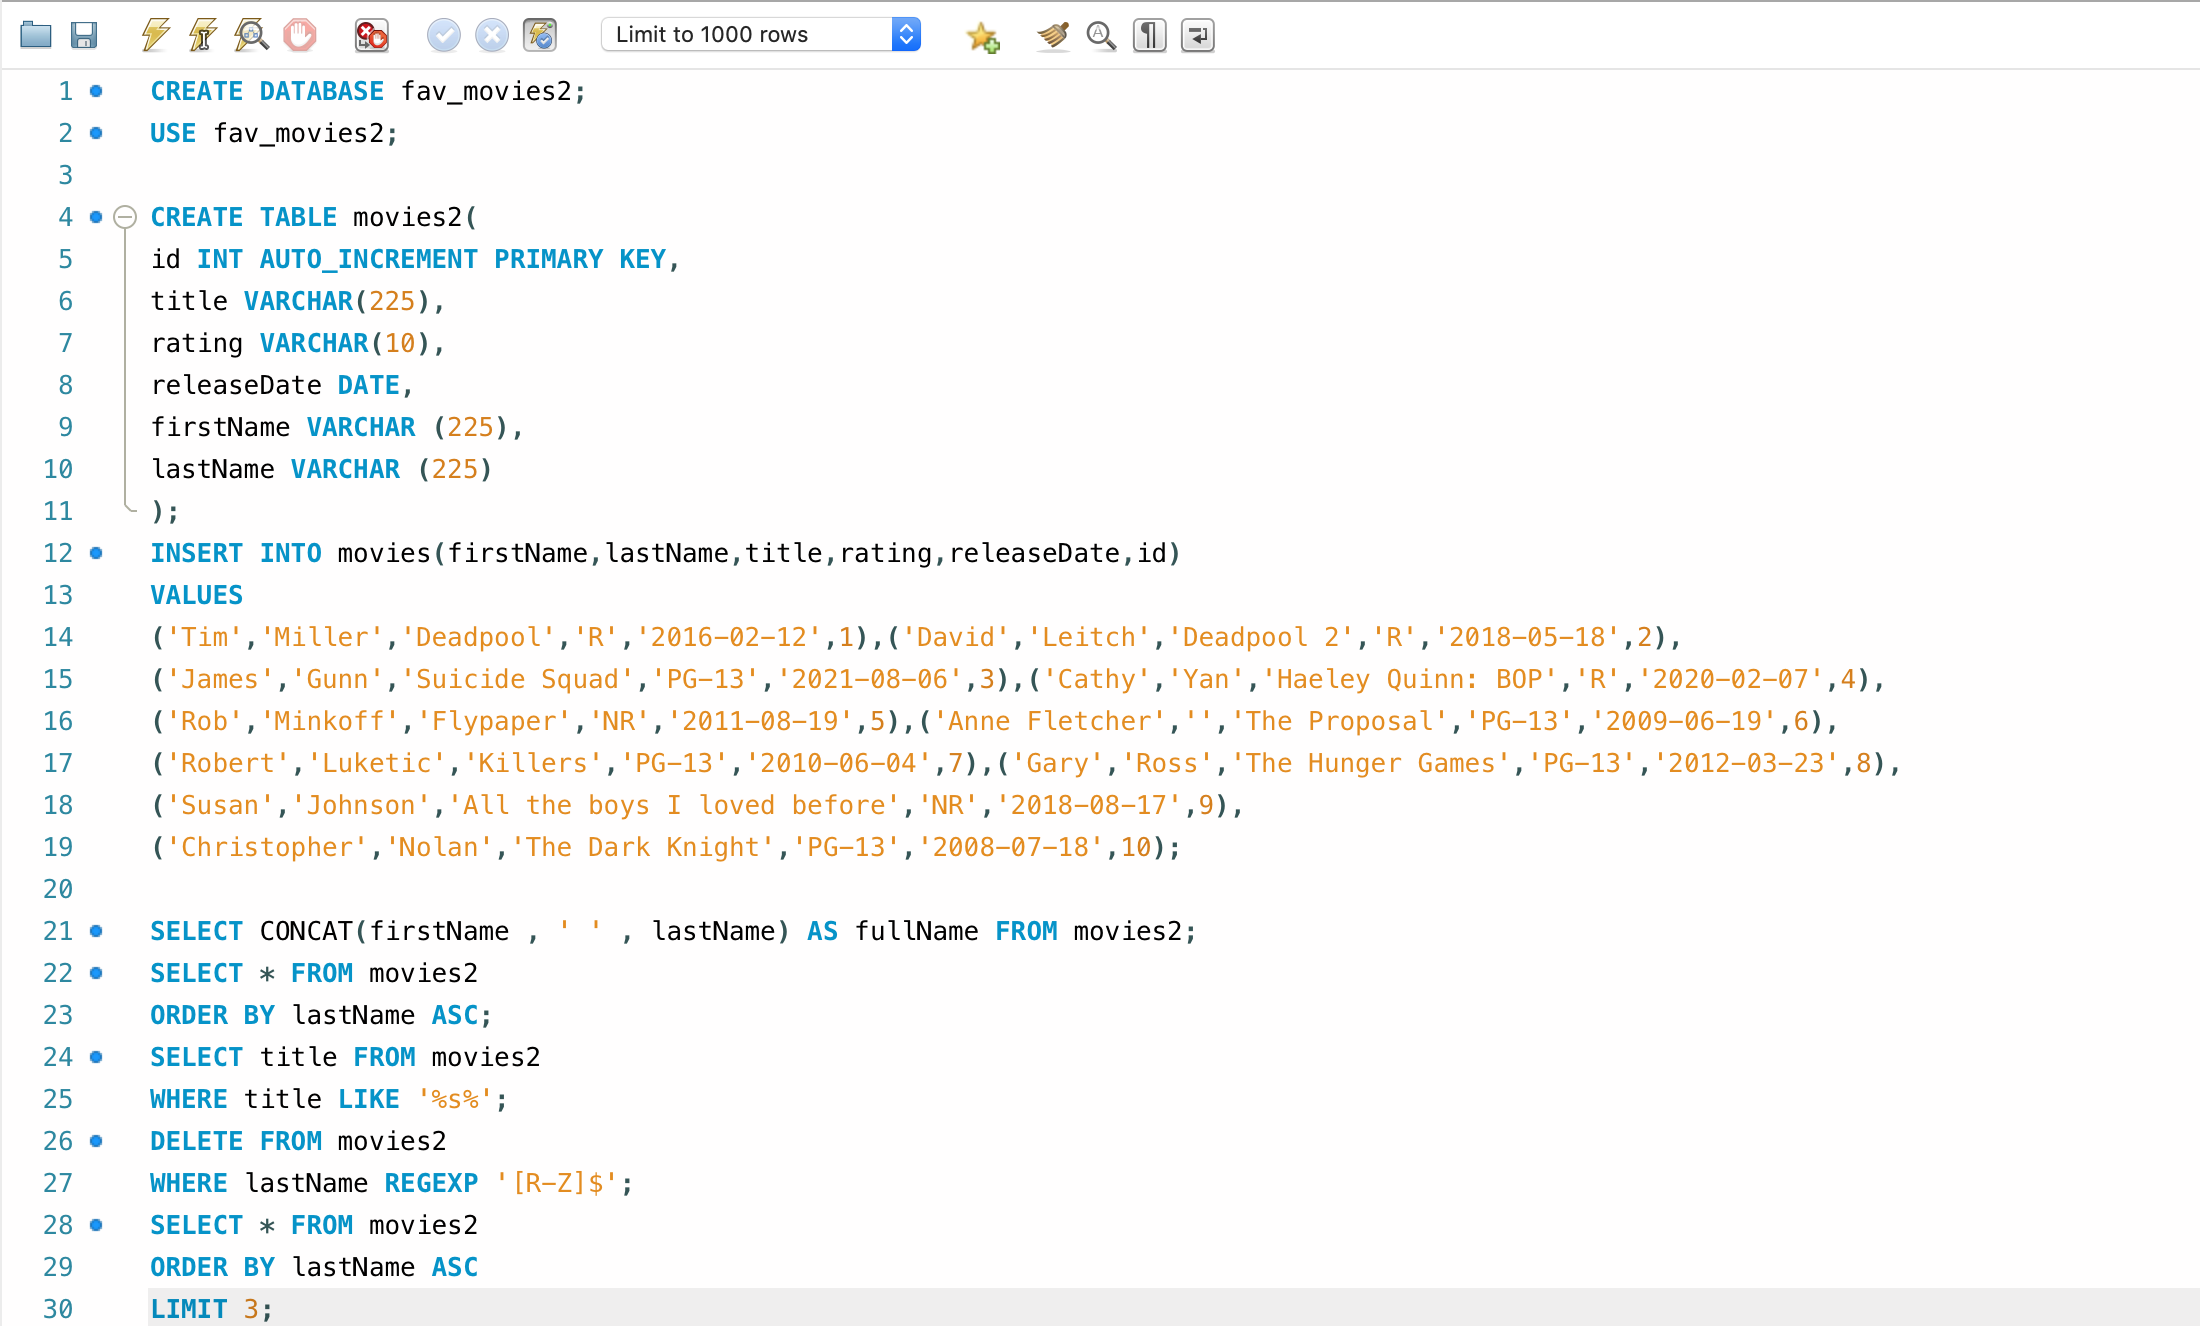 Limit to 1000 rows
1 CREATE DATABASE fav_movies2;
2 USE fav_movies2;
3
4 CREATE TABLE movies2(
5 id INT AUTO_INCREMENT PRIMARY KEY,
6 title VARCHAR(225),
7 rating VARCHAR(10),
8 releaseDate DATE,
9 firstName VARCHAR (225),
10 lastName VARCHAR (225)
11 );
12 INSERT INTO movies(firstName,lastName,title,rating,releaseDate,id)
13 VALUES
14 ('Tim','Miller','Deadpool','R','2016-02-12',1),('David','Leitch','Deadpool 2','R','2018-05-18',2),
15 ('James','Gunn','Suicide Squad','PG-13','2021-08-06',3),('Cathy','Yan','Haeley Quinn: BOP','R','2020-02-07',4),
16 ('Rob','Minkoff','Flypaper','NR','2011-08-19',5),('Anne Fletcher','','The Proposal','PG-13','2009-06-19',6),
17 ('Robert','Luketic','Killers','PG-13','2010-06-04',7),('Gary','Ross','The Hunger Games','PG-13','2012-03-23',8),
18 ('Susan','Johnson','All the boys I loved before','NR','2018-08-17',9),
19 ('Christopher','Nolan','The Dark Knight','PG-13','2008-07-18',10);
20
21 SELECT CONCAT(firstName , ' ' , lastName) AS fullName FROM movies2;
22 SELECT * FROM movies2
23 ORDER BY lastName ASC;
24 SELECT title FROM movies2
25 WHERE title LIKE '%s%';
26 DELETE FROM movies2
27 WHERE lastName REGEXP '[R-Z]$';
28 SELECT * FROM movies2
29 ORDER BY lastName ASC
30 LIMIT 3;